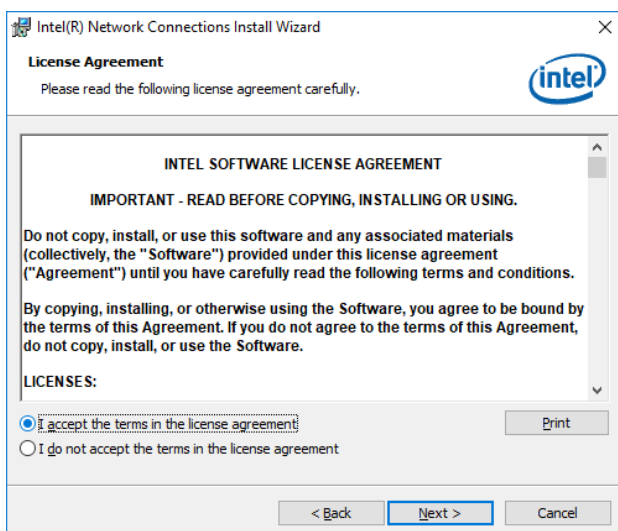 Intel(R) Network Connections Install Wizard
License Agreement
Please read the following license agreement carefully.
intel
INTEL SOFTWARE LICENSE AGREEMENT
IMPORTANT - READ BEFORE COPYING, INSTALLING OR USING.
Do not copy, install, or use this software and any associated materials
(collectively, the "Software") provided under this license agreement
("Agreement") until you have carefully read the following terms and conditions.
By copying, installing, or otherwise using the Software, you agree to be bound by
the terms of this Agreement. If you do not agree to the terms of this Agreement,
do not copy, install, or use the Software.
LICENSES:
I accept the terms in the license agreement
Print
I do not accept the terms in the license agreement
< Back
Next >
Cancel